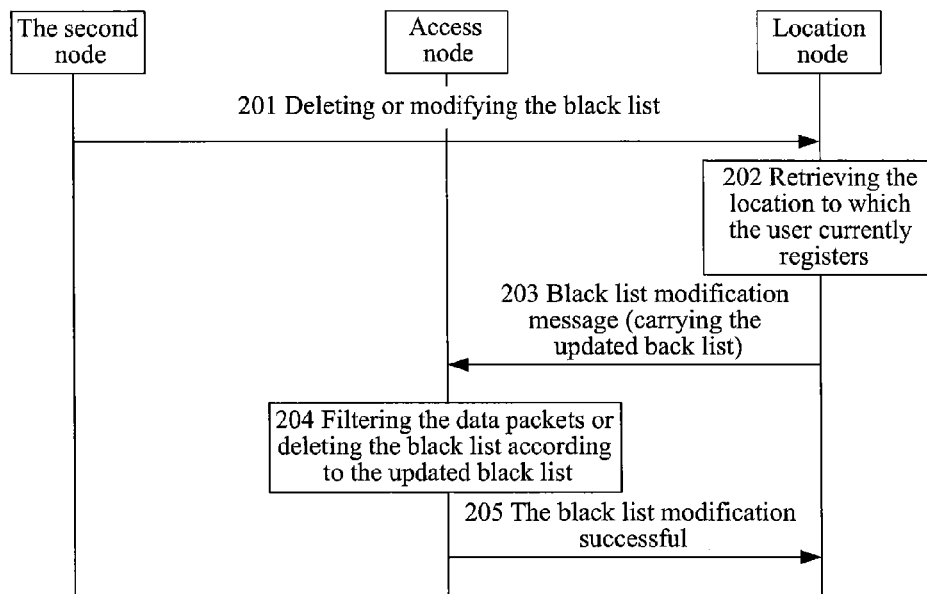 The second
node
Access
node
Location
node
201 Deleting or modifying the black list
202 Retrieving the
location to which
the user currently
registers
203 Black list modification
message (carrying the
updated back list)
204 Filtering the data packets or
deleting the black list according
to the updated black list
205 The black list modification
successful